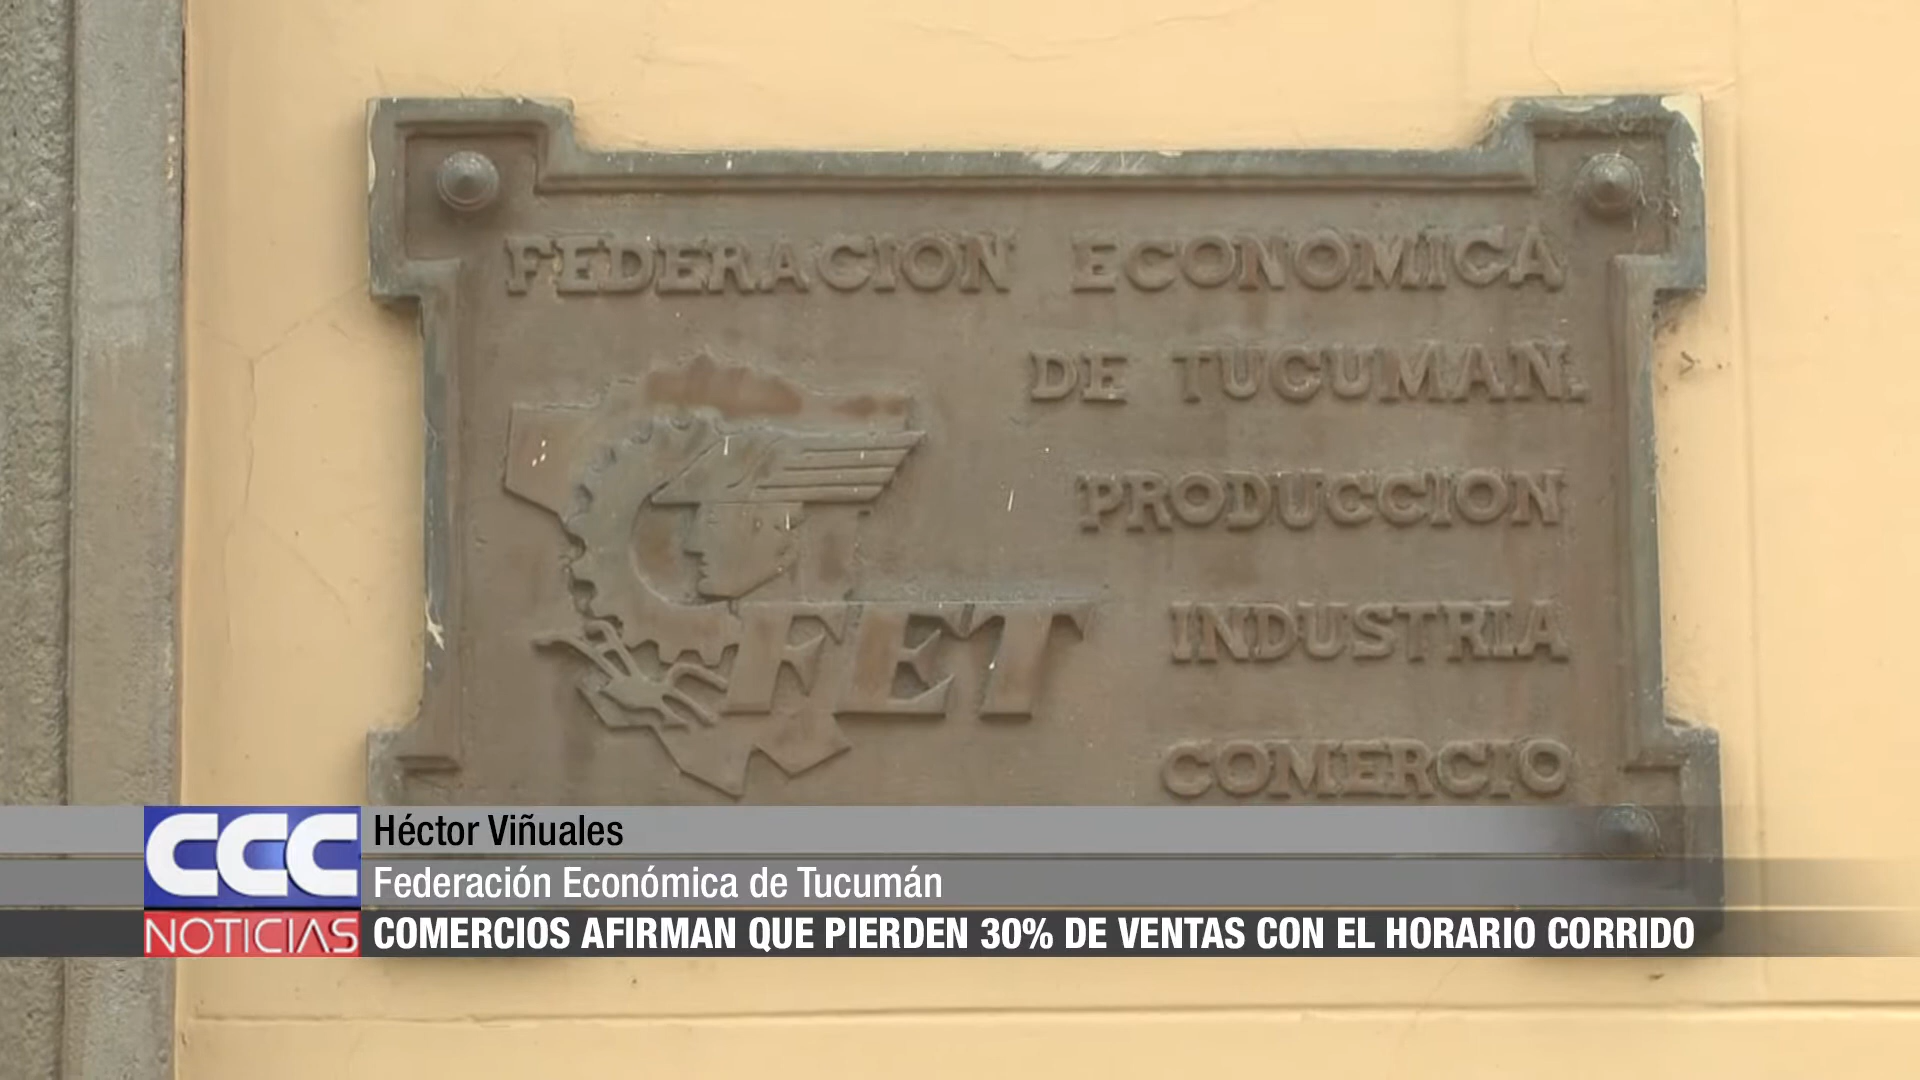 FEDERACION ECONOMICA
DE TUCUMAN.
PRODUCCION
FET
INDUSTRIA
COMERCIO
CCC
NOTICIAS
Héctor Viñuales
Federación Económica de Tucumán
COMERCIOS AFIRMAN QUE PIERDEN 30% DE VENTAS CON EL HORARIO CORRIDO